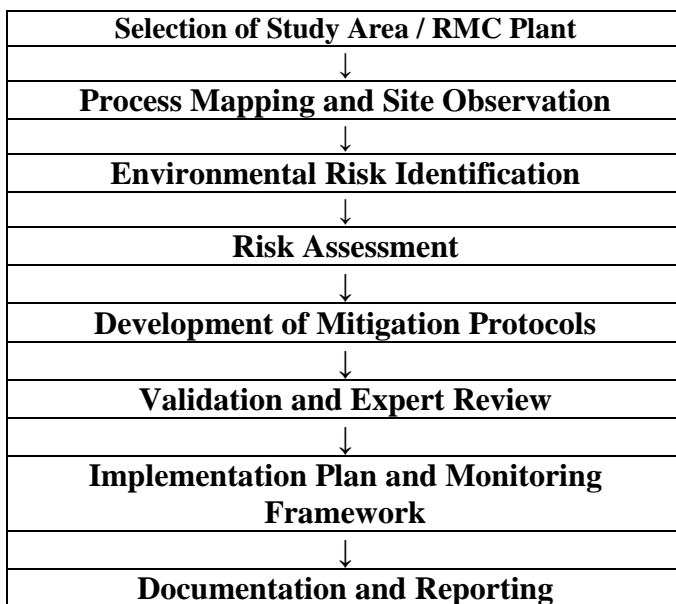 Selection of Study Area / RMC Plant
↓
Process Mapping and Site Observation
↓
Environmental Risk Identification
↓
Risk Assessment
↓
Development of Mitigation Protocols
↓
Validation and Expert Review
↓
Implementation Plan and Monitoring
Framework
↓
Documentation and Reporting